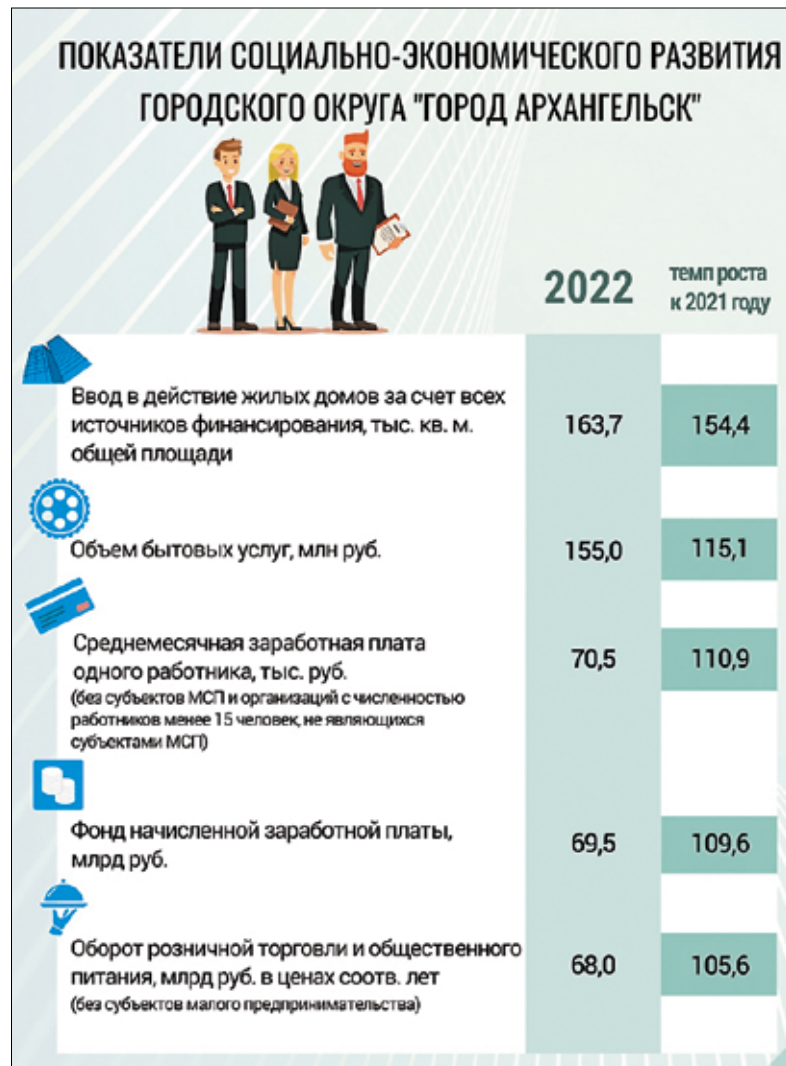 ПОКАЗАТЕЛИ СОЦИАЛЬНО-ЭКОНОМИЧЕСКОГО РАЗВИТИЯ
ГОРОДСКОГО ОКРУГА "ГОРОД АРХАНГЕЛЬСК"
2022
темп роста
к 2021 году
Ввод в действие жилых домов за счет всех
источников финансирования, тыс. кв. м.
общей площади
163,7
154,4
Объем бытовых услуг, млн руб.
155,0
115,1
Среднемесячная заработная плата
одного работника, тыс. руб.
(без субъектов МСП и организаций с численностью
работников менее 15 человек, не являющихся
субъектами МСП)
70,5
110,9
Фонд начисленной заработной платы,
млрд руб.
69,5
109,6
Оборот розничной торговли и общественного
питания, млрд руб. в ценах соотв. лет
(без субъектов малого предпринимательства)
68,0
105,6